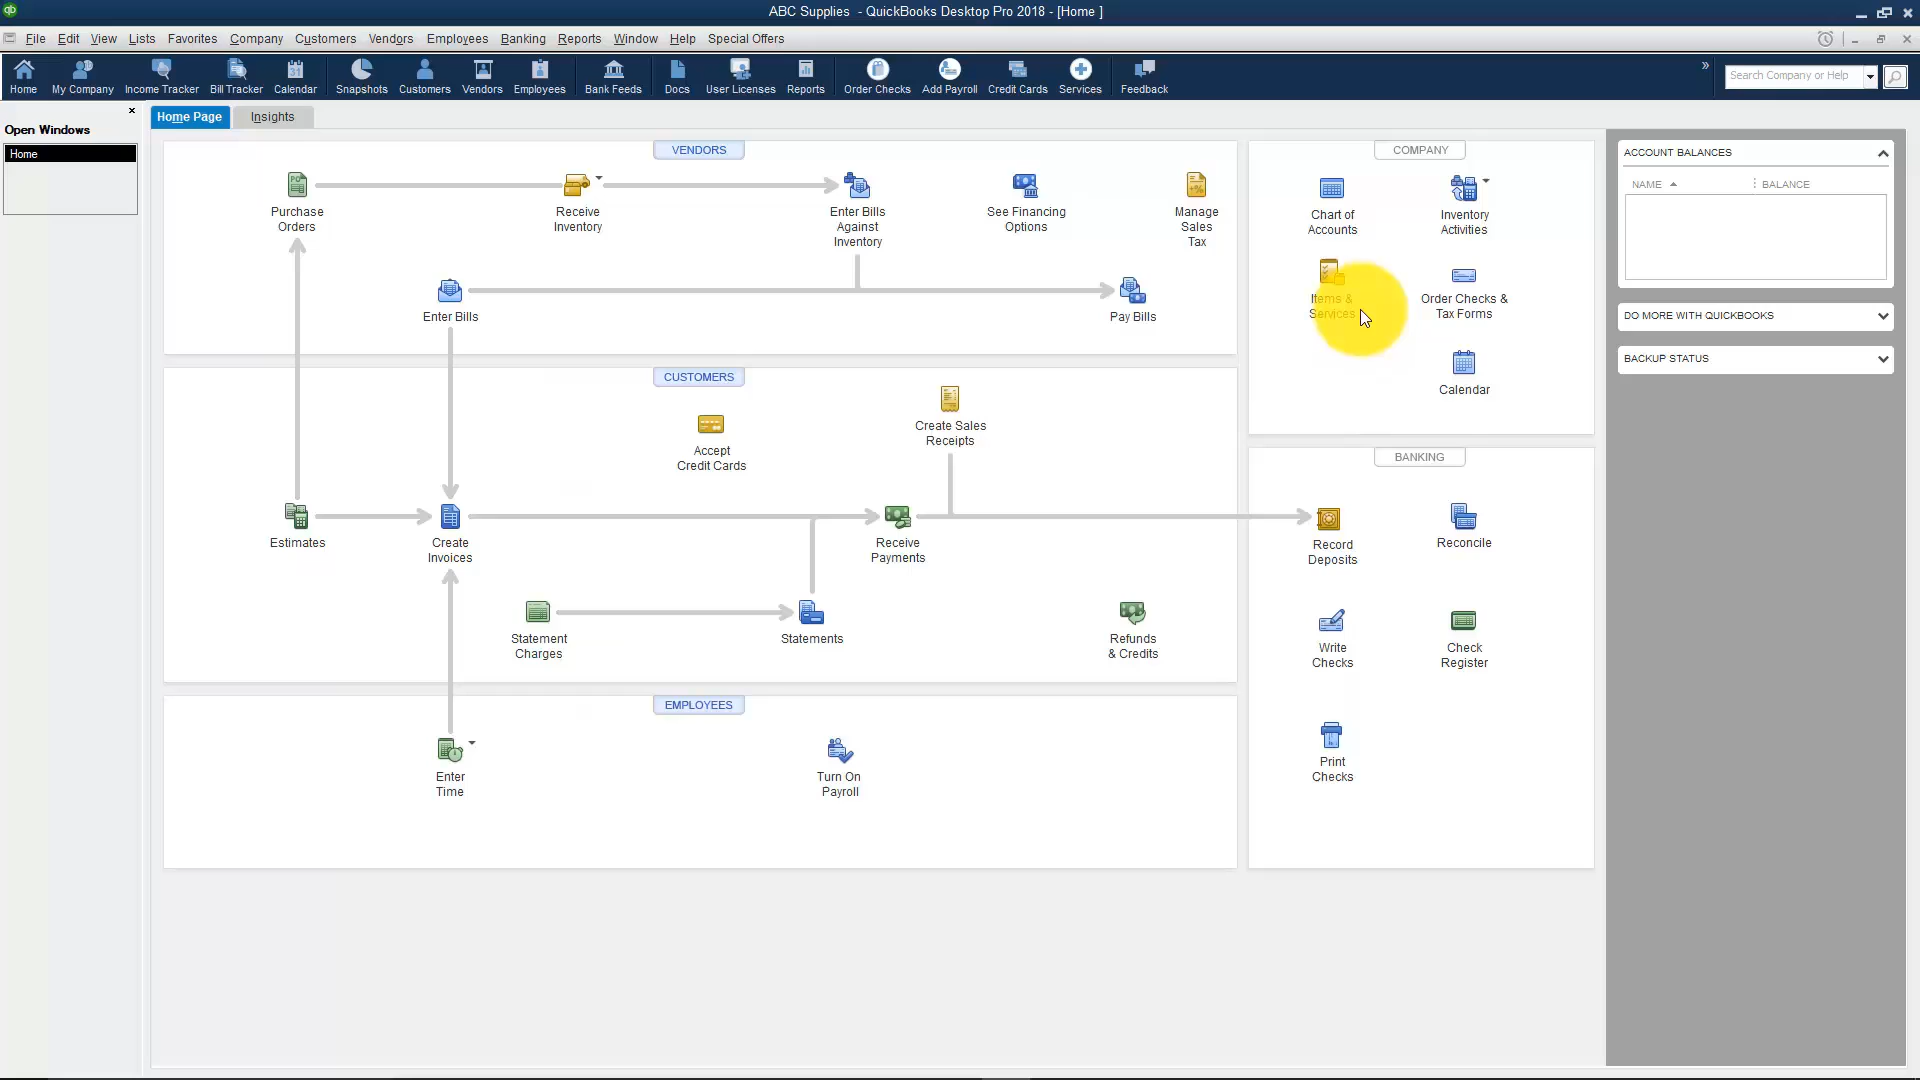 ABC Supplies - QuickBooks Desktop Pro 2018 - [Home ]
File Edit View Lists Favorites Company Customers Vendors Employees Banking Reports Window Help Special Offers
Home My Company Income Tracker Bill Tracker Calendar Snapshots Customers Vendors Employees Bank Feeds Docs User Licenses Reports Order Checks Add Payroll Credit Cards Services Feedback
Search Company or Help
Open Windows
Home
Home Page Insights
VENDORS
Purchase
Orders
Receive
Inventory
Enter Bills
Against
Inventory
See Financing
Options
Manage
Sales
Tax
Enter Bills
Pay Bills
CUSTOMERS
Accept
Credit Cards
Create Sales
Receipts
Estimates
Create
Invoices
Receive
Payments
Statement
Charges
Statements
Refunds
& Credits
EMPLOYEES
Enter
Time
Turn On
Payroll
COMPANY
Chart of
Accounts
Inventory
Activities
Items &
Services
Order Checks &
Tax Forms
Calendar
BANKING
Record
Deposits
Reconcile
Write
Checks
Check
Register
Print
Checks
ACCOUNT BALANCES
NAME BALANCE
DO MORE WITH QUICKBOOKS
BACKUP STATUS